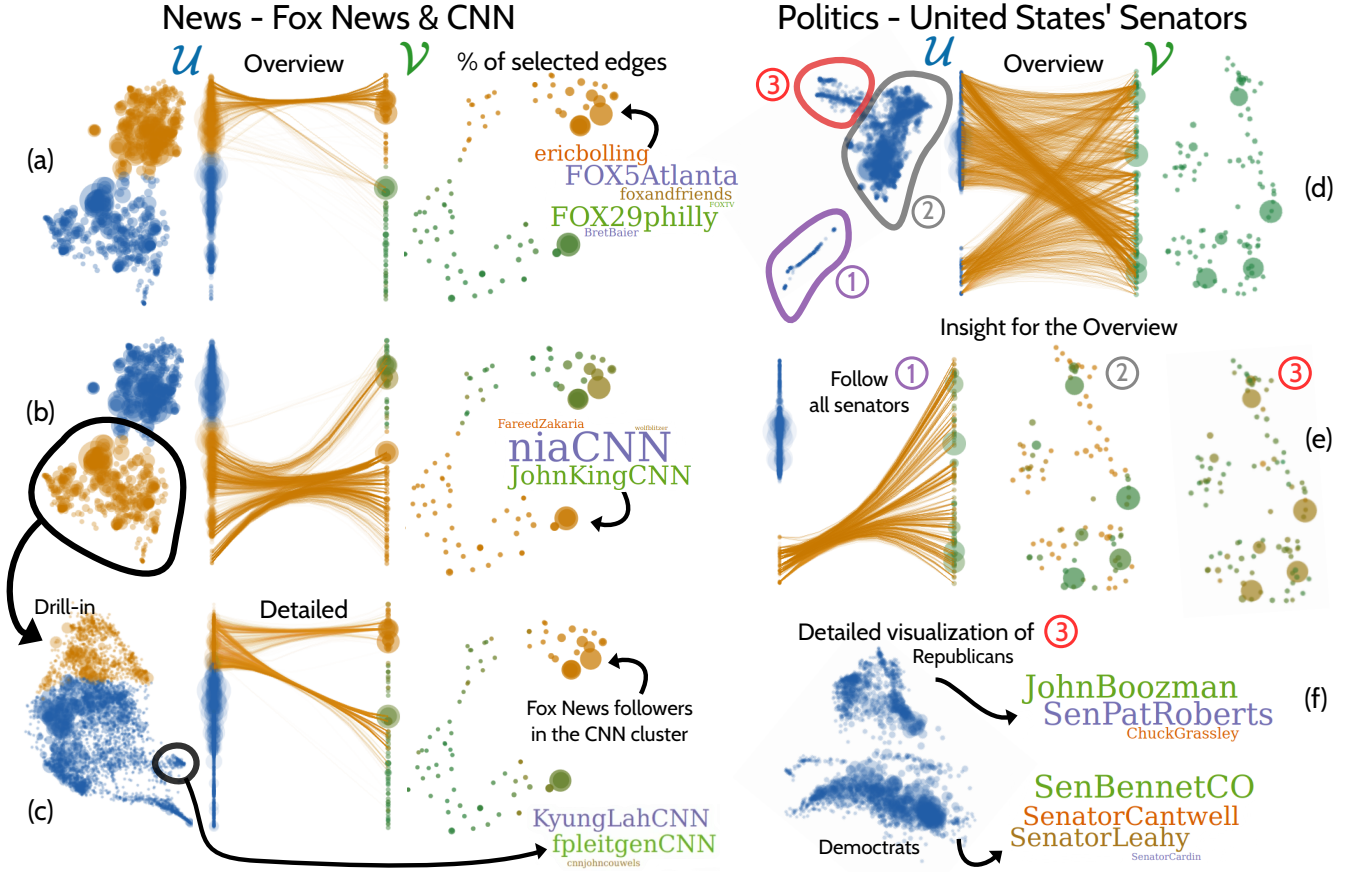 News - Fox News & CNN
U
Overview
V
% of selected edges
(a)
ericbolling
FOX5Atlanta
foxandfriends
FOXTV
FOX29philly
BretBaier
(b)
FareedZakaria
wolfblitzer
niaCNN
JohnKingCNN
Drill-in
Detailed
Fox News followers
in the CNN cluster
(c)
KyungLahCNN
fpleitgenCNN
cnnjohncouwels
Politics - United States' Senators
3
U
Overview
V
2
1
(d)
Insight for the Overview
Follow 1
all senators
2
3
(e)
Detailed visualization of 3
Republicans
JohnBoozman
SenPatRoberts
ChuckGrassley
(f)
SenBennetCO
SenatorCantwell
SenatorLeahy
SenatorCardin
Democtrats